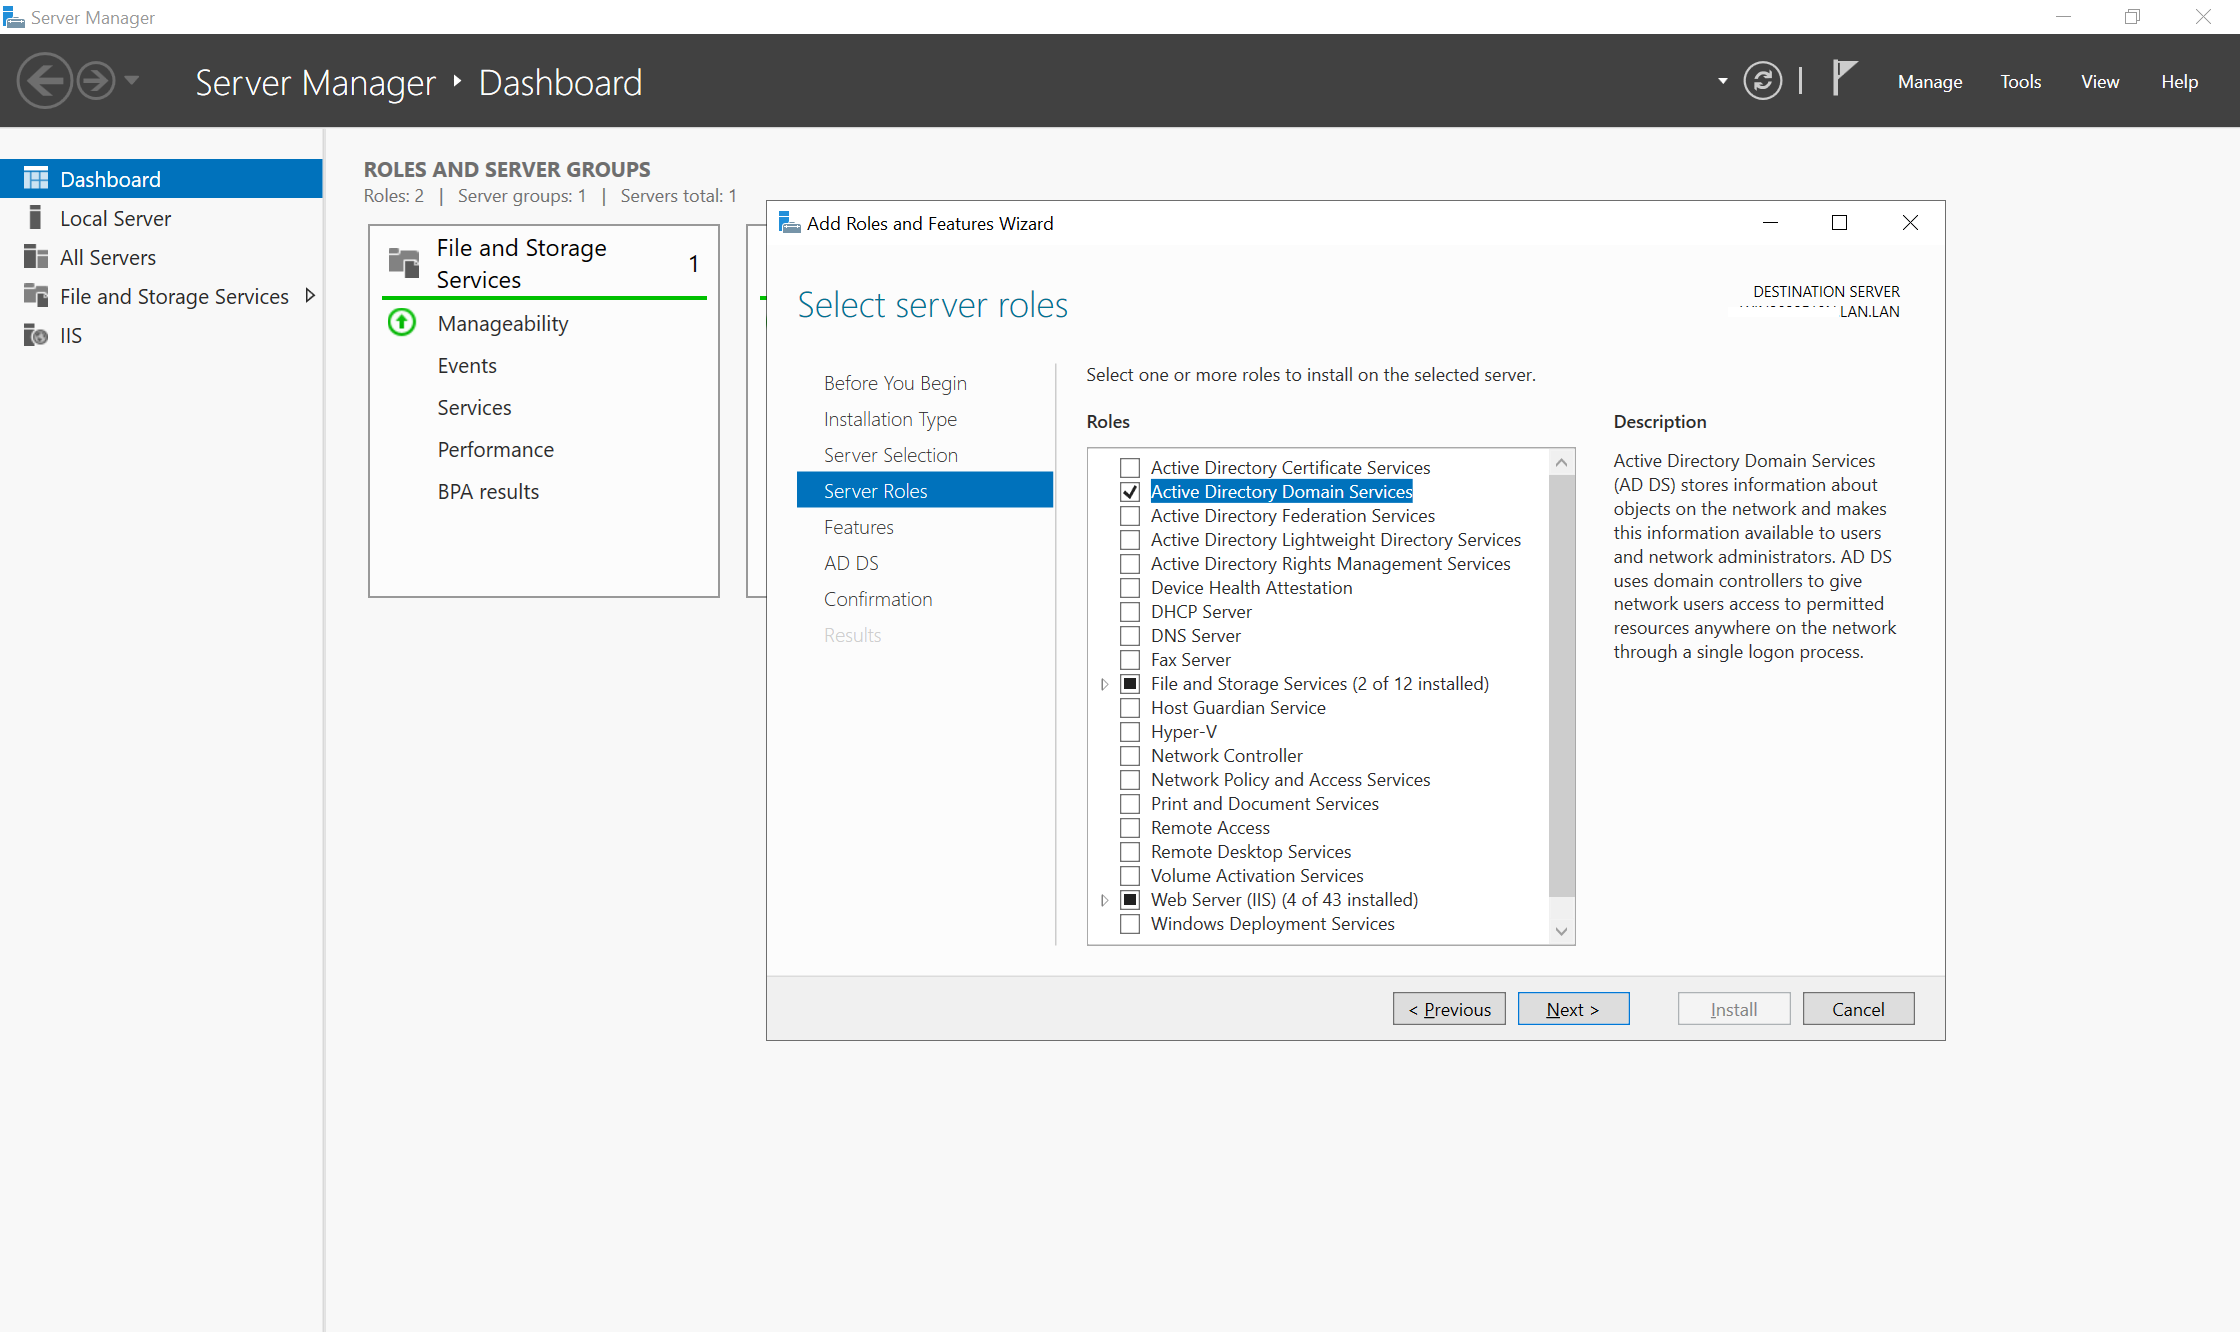 Server Manager
Server Manager Dashboard
Manage Tools View Help
Dashboard
Local Server
All Servers
File and Storage Services
IIS
ROLES AND SERVER GROUPS
Roles: 2 | Server groups: 1 | Servers total: 1
File and Storage
Services
1
Manageability
Events
Services
Performance
BPA results
Add Roles and Features Wizard
Select server roles
DESTINATION SERVER
LAN.LAN
Before You Begin
Installation Type
Server Selection
Server Roles
Features
AD DS
Confirmation
Results
Select one or more roles to install on the selected server.
Roles
Active Directory Certificate Services
Active Directory Domain Services
Active Directory Federation Services
Active Directory Lightweight Directory Services
Active Directory Rights Management Services
Device Health Attestation
DHCP Server
DNS Server
Fax Server
File and Storage Services (2 of 12 installed)
Host Guardian Service
Hyper-V
Network Controller
Network Policy and Access Services
Print and Document Services
Remote Access
Remote Desktop Services
Volume Activation Services
Web Server (IIS) (4 of 43 installed)
Windows Deployment Services
Description
Active Directory Domain Services
(AD DS) stores information about
objects on the network and makes
this information available to users
and network administrators. AD DS
uses domain controllers to give
network users access to permitted
resources anywhere on the network
through a single logon process.
< Previous
Next >
Install
Cancel